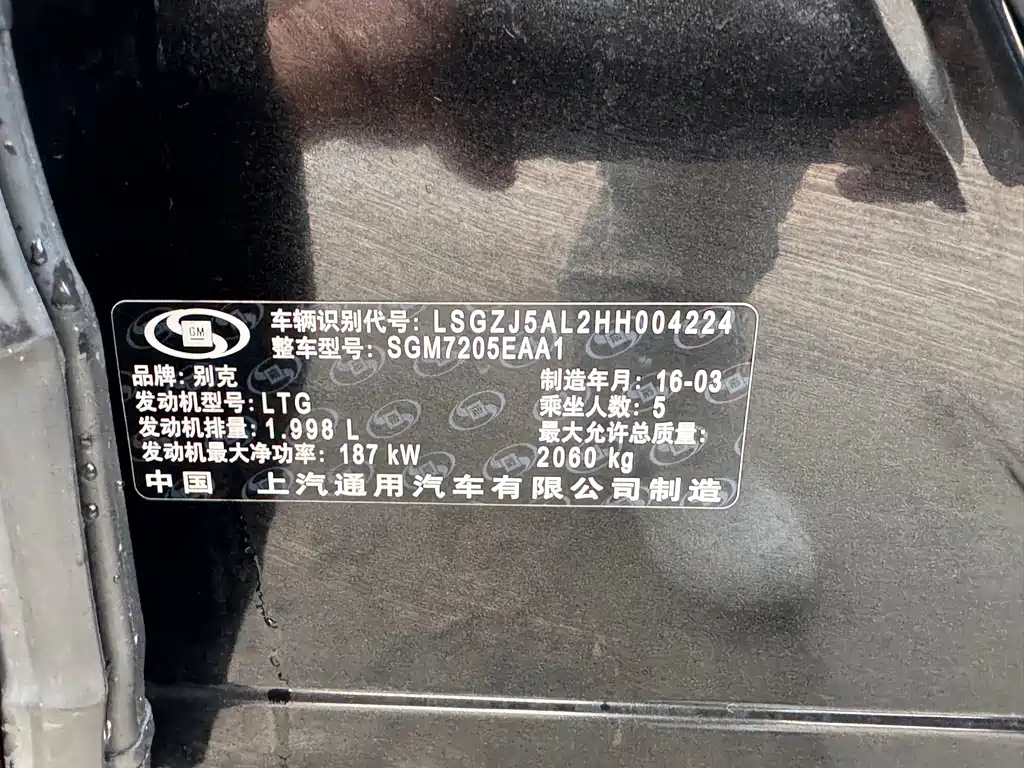 GM
车辆识别代号: LSGZJ5AL2HH004224
整车型号: SGM7205EAA1
品牌: 别克
制造年月: 16-03
发动机型号: LTG
乘坐人数: 5
发动机排量: 1.998 L
最大允许总质量:
2060 kg
发动机最大净功率: 187 kW
中国 上汽通用汽车有限公司制造